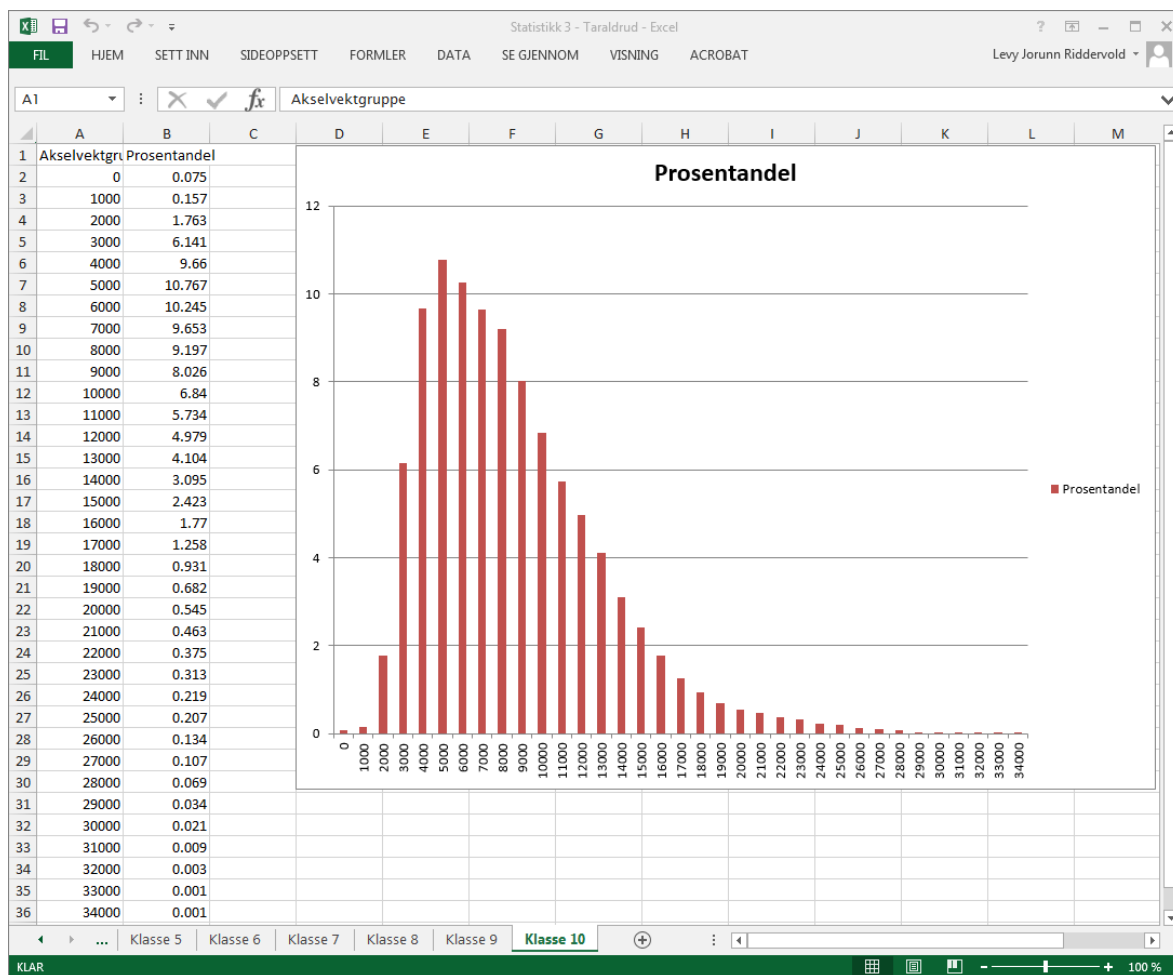 Statistikk 3 - Taraldrud - Excel
FIL HJEM SETT INN SIDEOPPSETT FORMLER DATA SE GJENNOM VISNING ACROBAT Levy Jorunn Riddervold
A1 fx Akselvektgruppe
A B C D E F G H I J K L M
1 Akselvektgru Prosentandel
2 0 0.075
3 1000 0.157
4 2000 1.763
5 3000 6.141
6 4000 9.66
7 5000 10.767
8 6000 10.245
9 7000 9.653
10 8000 9.197
11 9000 8.026
12 10000 6.84
13 11000 5.734
14 12000 4.979
15 13000 4.104
16 14000 3.095
17 15000 2.423
18 16000 1.77
19 17000 1.258
20 18000 0.931
21 19000 0.682
22 20000 0.545
23 21000 0.463
24 22000 0.375
25 23000 0.313
26 24000 0.219
27 25000 0.207
28 26000 0.134
29 27000 0.107
30 28000 0.069
31 29000 0.034
32 30000 0.021
33 31000 0.009
34 32000 0.003
35 33000 0.001
36 34000 0.001
Prosentandel
12
10
8
6
4
2
0
0 1000 2000 3000 4000 5000 6000 7000 8000 9000 10000 11000 12000 13000 14000 15000 16000 17000 18000 19000 20000 21000 22000 23000 24000 25000 26000 27000 28000 29000 30000 31000 32000 33000 34000
Prosentandel
... Klasse 5 Klasse 6 Klasse 7 Klasse 8 Klasse 9 Klasse 10
KLAR 100 %